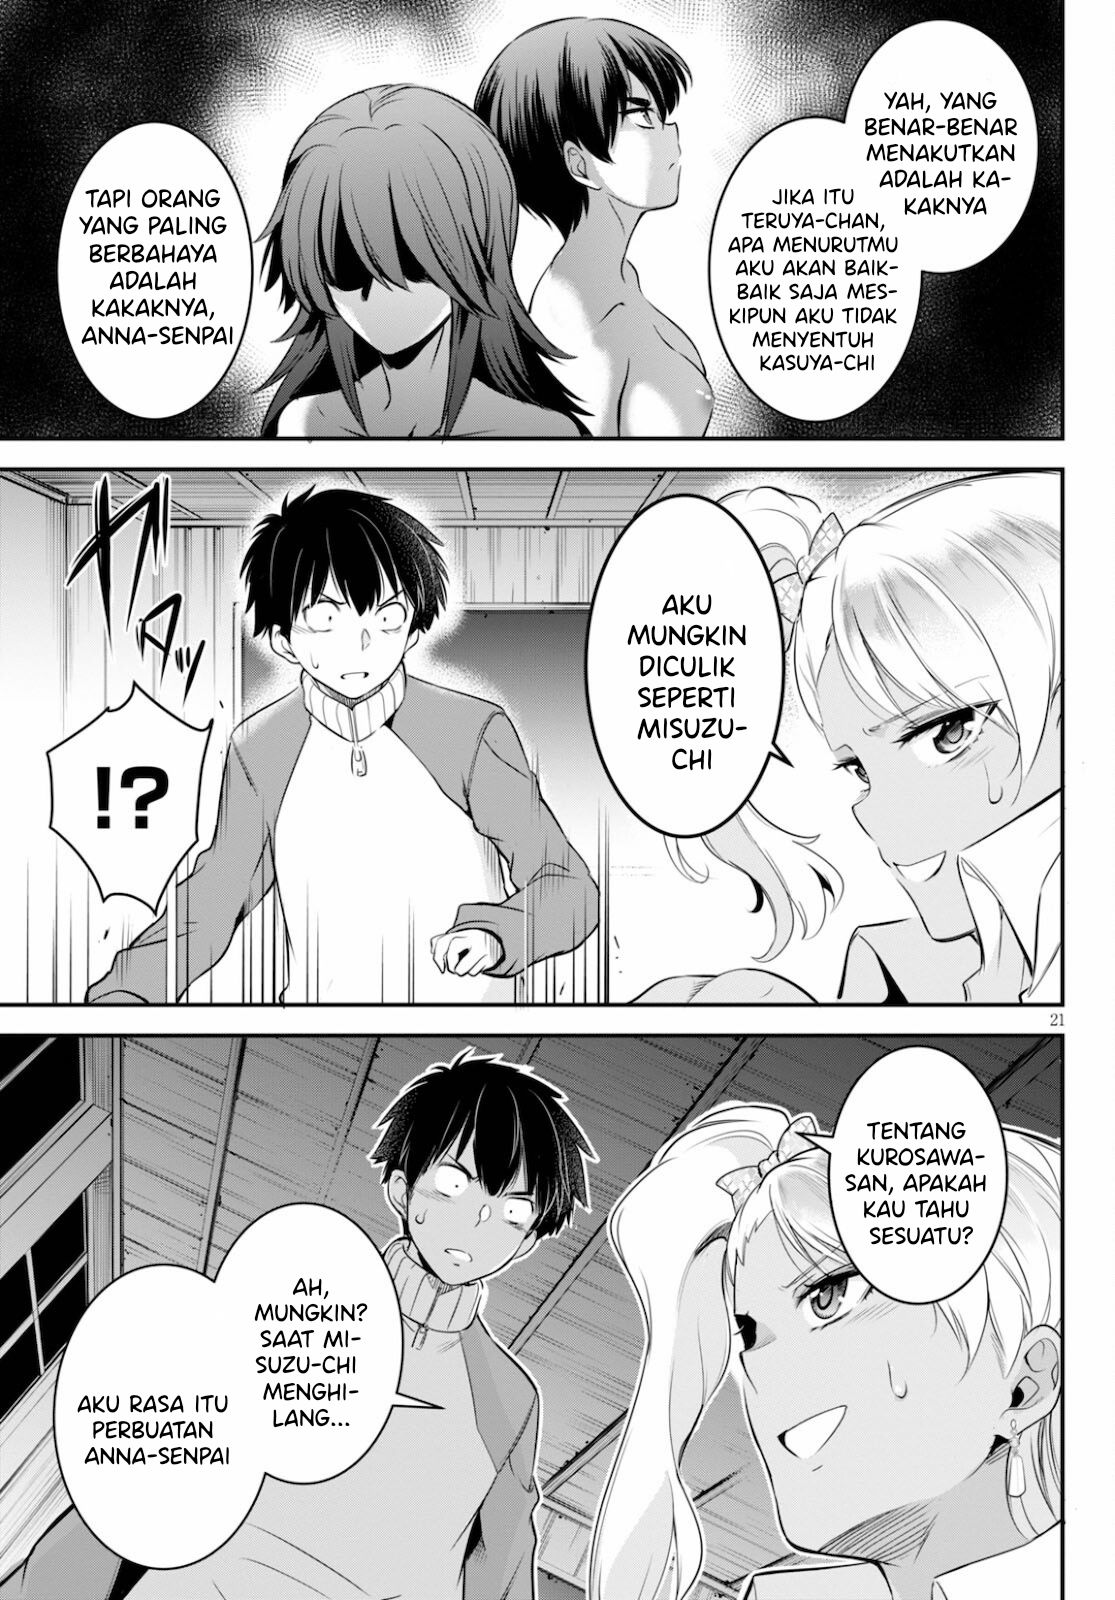 YAH, YANG
BENAR-BENAR
MENAKUTKAN
ADALAH KA-
KAKNYA
JIKA ITU
TERUYA-CHAN,
APA MENURUTMU
AKU AKAN BAIK-
BAIK SAJA MES-
KIPUN AKU TIDAK
MENYENTUH
KASUYA-CHI
TAPI ORANG
YANG PALING
BERBAHAYA
ADALAH
KAKAKNYA,
ANNA-SENPAI
AKU
MUNGKIN
DICULIK
SEPERTI
MISUZU-
CHI
ガタッ
!?
21
TENTANG
KUROSAWA-
SAN, APAKAH
KAU TAHU
SESUATU?
AH,
MUNGKIN?
SAAT MI-
SUZU-CHI
MENGHI-
LANG...
AKU RASA ITU
PERBUATAN
ANNA-SENPAI